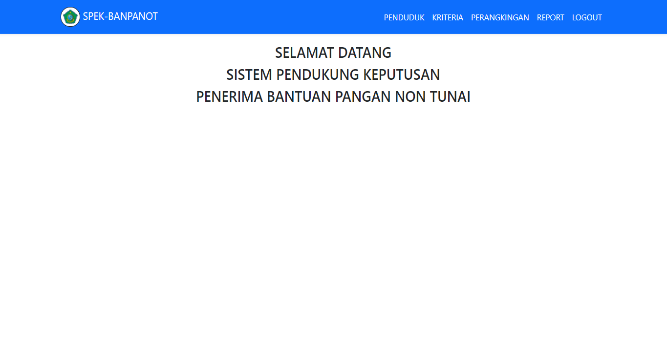 SPEK-BANPANOT
PENDUDUK KRITERIA PERANGKINGAN REPORT LOGOUT
SELAMAT DATANG
SISTEM PENDUKUNG KEPUTUSAN
PENERIMA BANTUAN PANGAN NON TUNAI